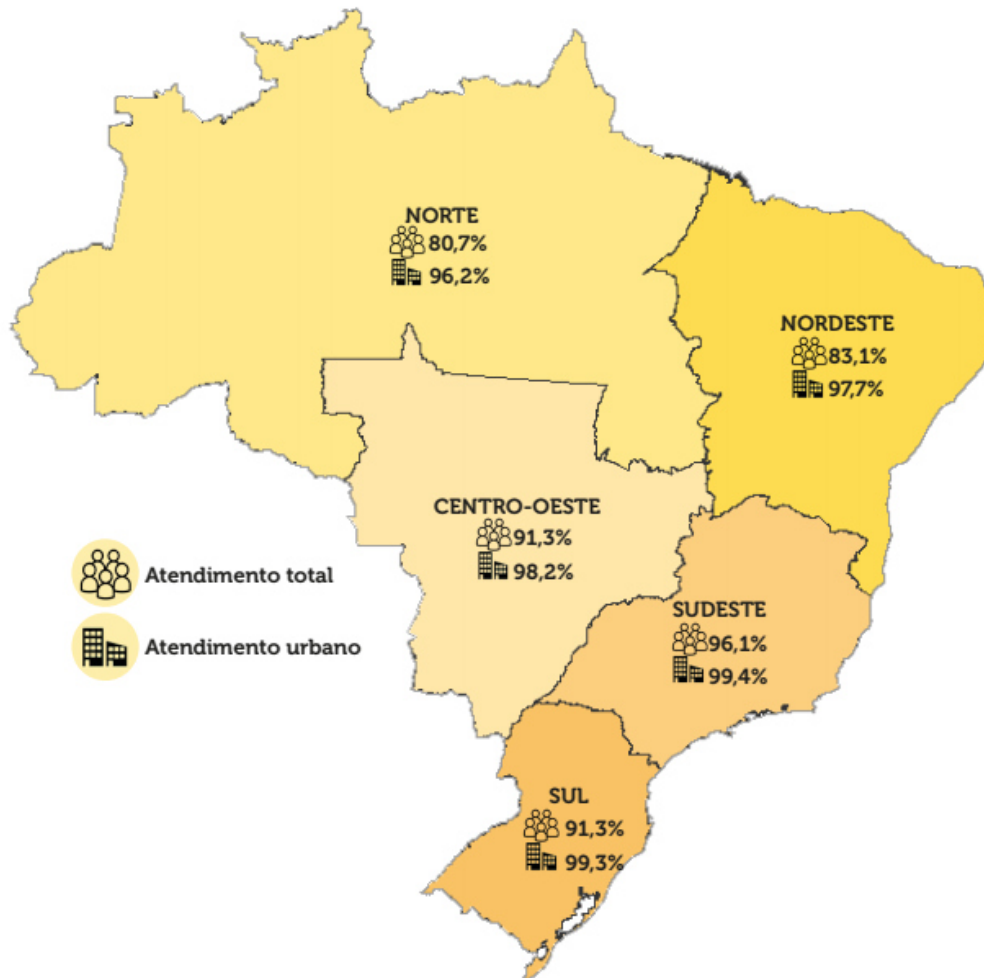 NORTE
80,7%
96,2%
NORDESTE
83,1%
97,7%
CENTRO-OESTE
91,3%
98,2%
Atendimento total
Atendimento urbano
SUDESTE
96,1%
99,4%
SUL
91,3%
99,3%